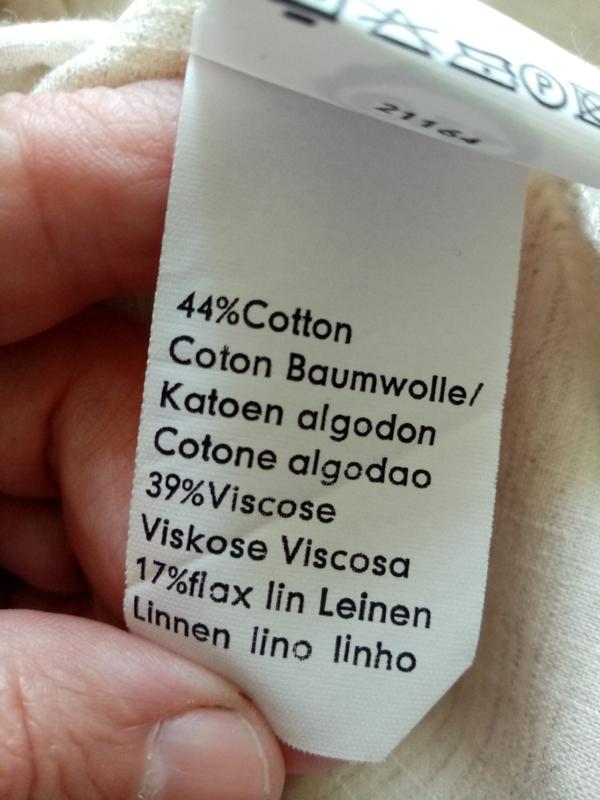 21164
44%Cotton
Coton Baumwolle/
Katoen algodon
Cotone algodao
39%Viscose
Viskose Viscosa
17%flax lin Leinen
Linnen lino linho